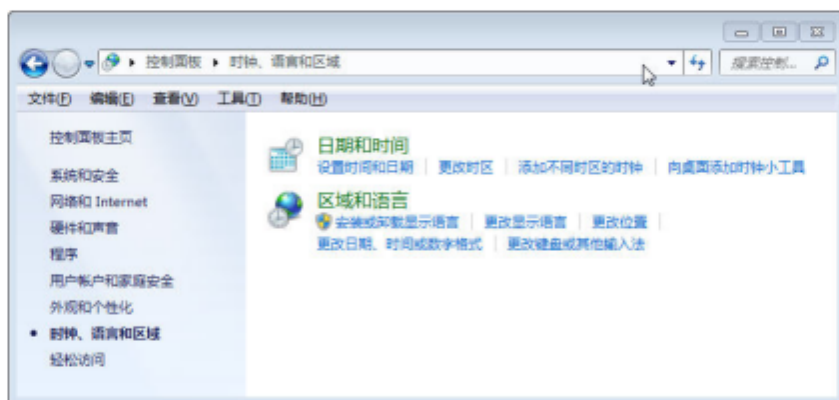 控制面板 ▸ 时钟、语言和区域 搜索控制...
文件(F) 编辑(E) 查看(V) 工具(T) 帮助(H)
控制面板主页
系统和安全
网络和 Internet
硬件和声音
程序
用户帐户和家庭安全
外观和个性化
时钟、语言和区域
轻松访问
日期和时间
设置时间和日期 更改时区 添加不同时区的时钟 向桌面添加时钟小工具
区域和语言
安装或卸载显示语言 更改显示语言 更改位置
更改日期、时间或数字格式 更改键盘或其他输入法